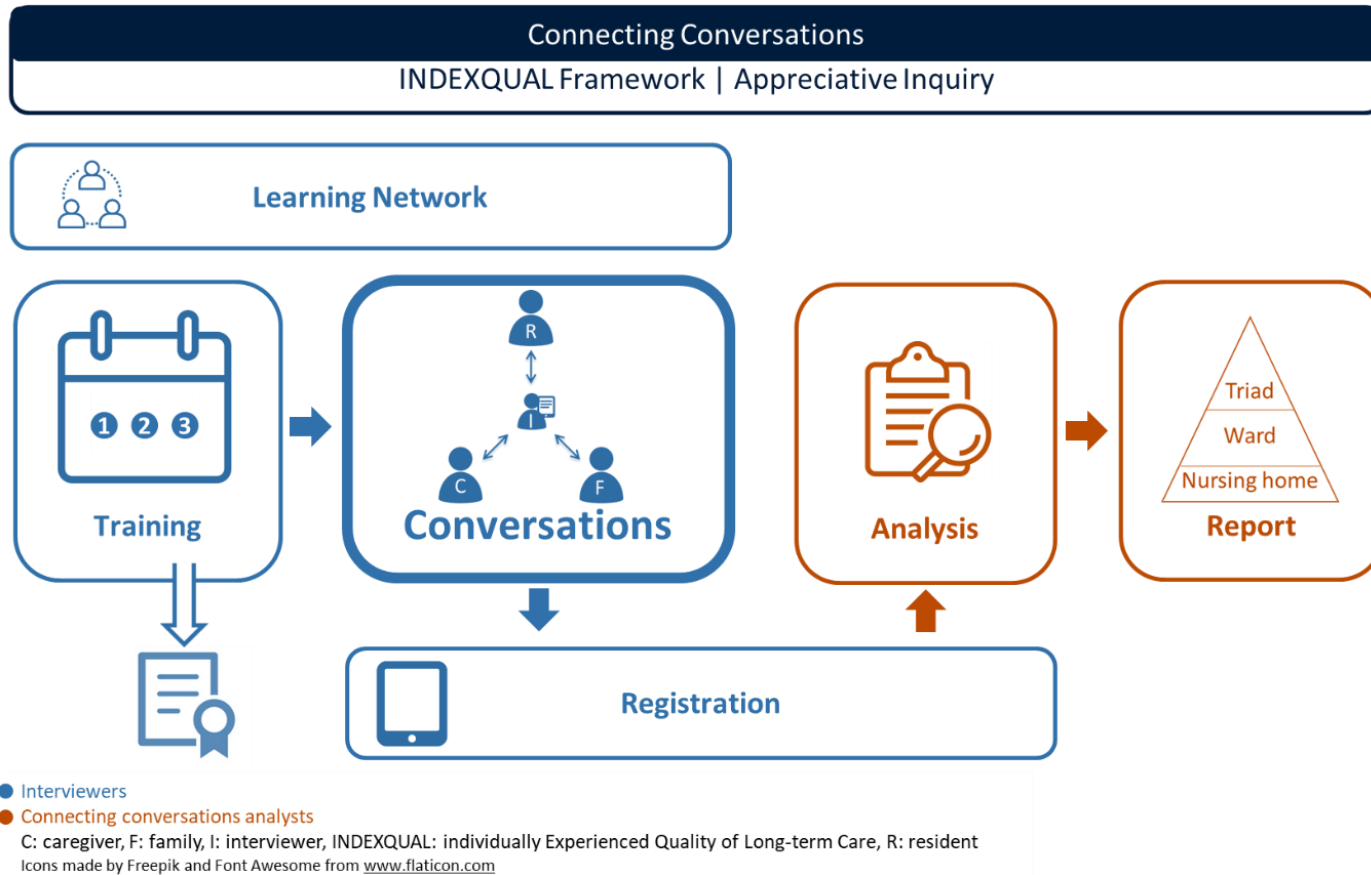 Connecting Conversations
INDEXQUAL Framework | Appreciative Inquiry
Learning Network
1 2 3
Training
R
I
C
F
Conversations
Analysis
Triad
Ward
Nursing home
Report
Registration
Interviewers
Connecting conversations analysts
C: caregiver, F: family, I: interviewer, INDEXQUAL: individually Experienced Quality of Long-term Care, R: resident
Icons made by Freepik and Font Awesome from www.flaticon.com